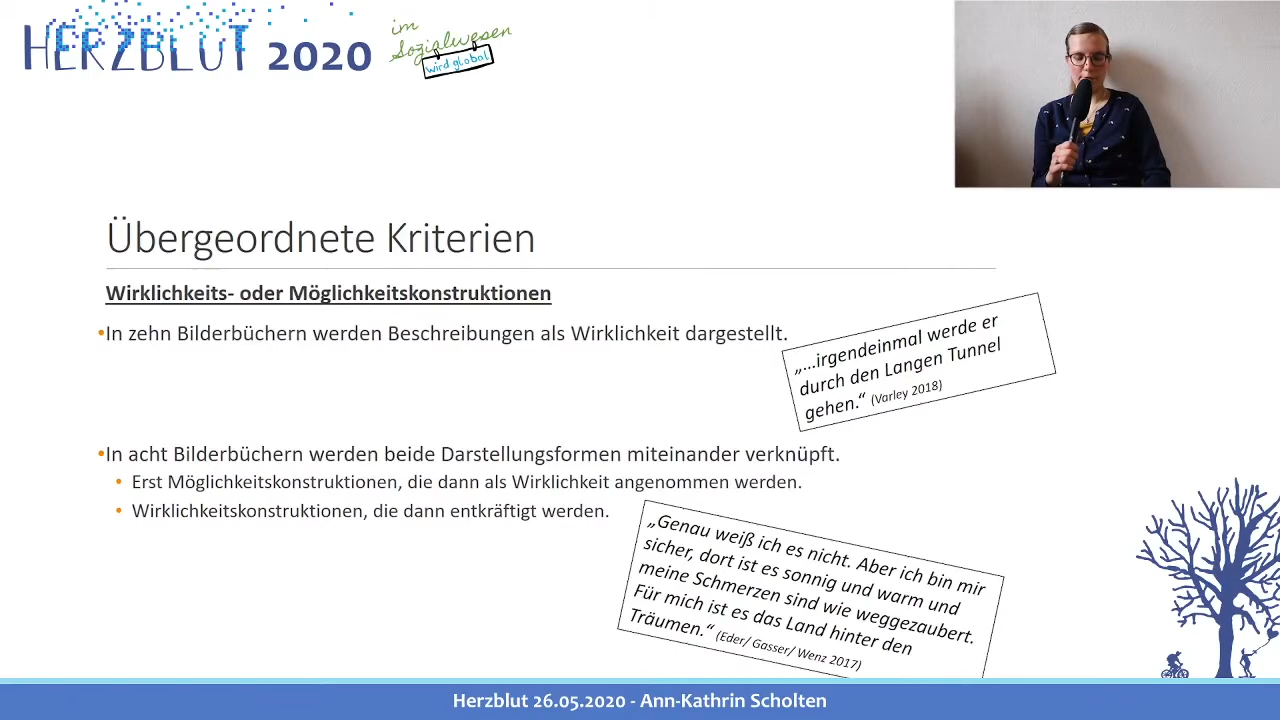 HERZBLUT 2020
im
Sozialwesen
wird global
Übergeordnete Kriterien
Wirklichkeits- oder Möglichkeitskonstruktionen
•In zehn Bilderbüchern werden Beschreibungen als Wirklichkeit dargestellt.
„...irgendeinmal werde er
durch den Langen Tunnel
gehen.“ (Varley 2018)
•In acht Bilderbüchern werden beide Darstellungsformen miteinander verknüpft.
• Erst Möglichkeitskonstruktionen, die dann als Wirklichkeit angenommen werden.
• Wirklichkeitskonstruktionen, die dann entkräftigt werden.
„Genau weiß ich es nicht. Aber ich bin mir
sicher, dort ist es sonnig und warm und
meine Schmerzen sind wie weggezaubert.
Für mich ist es das Land hinter den
Träumen.“ (Eder/ Gasser/ Wenz 2017)
Herzblut 26.05.2020 - Ann-Kathrin Scholten